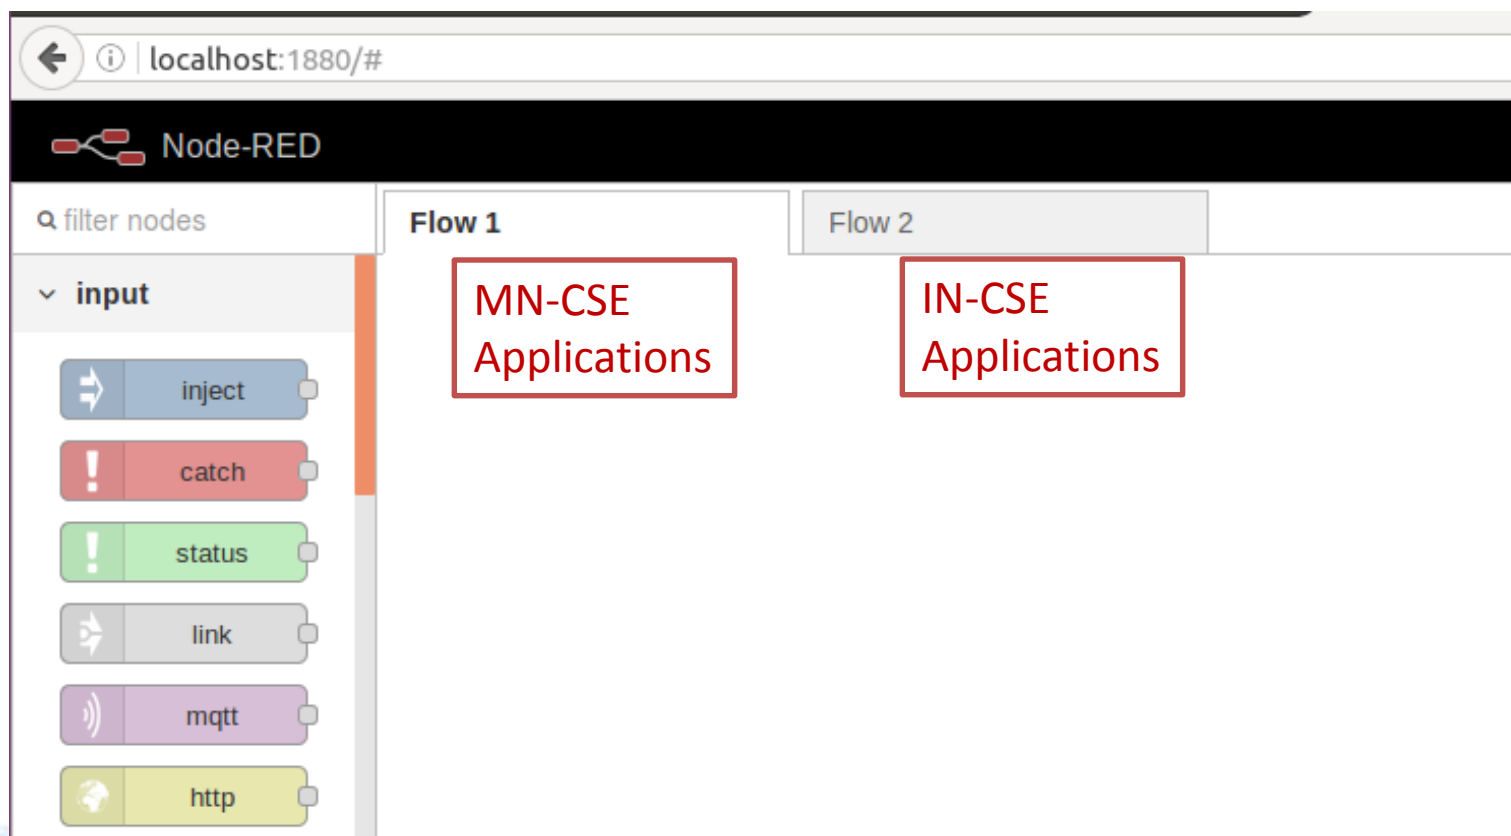 localhost:1880/#
Node-RED
filter nodes
Flow 1
Flow 2
input
MN-CSE
Applications
IN-CSE
Applications
inject
catch
status
link
mqtt
http